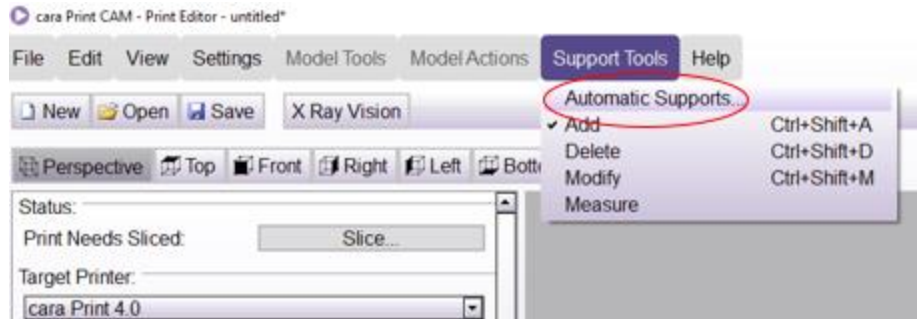 cara Print CAM - Print Editor - untitled*
File Edit View Settings Model Tools Model Actions Support Tools Help
New Open Save X Ray Vision
Automatic Supports...
Add Ctrl+Shift+A
Perspective Top Front Right Left Botto
Delete Ctrl+Shift+D
Modify Ctrl+Shift+M
Status:
Measure
Print Needs Sliced: Slice...
Target Printer:
cara Print 4.0